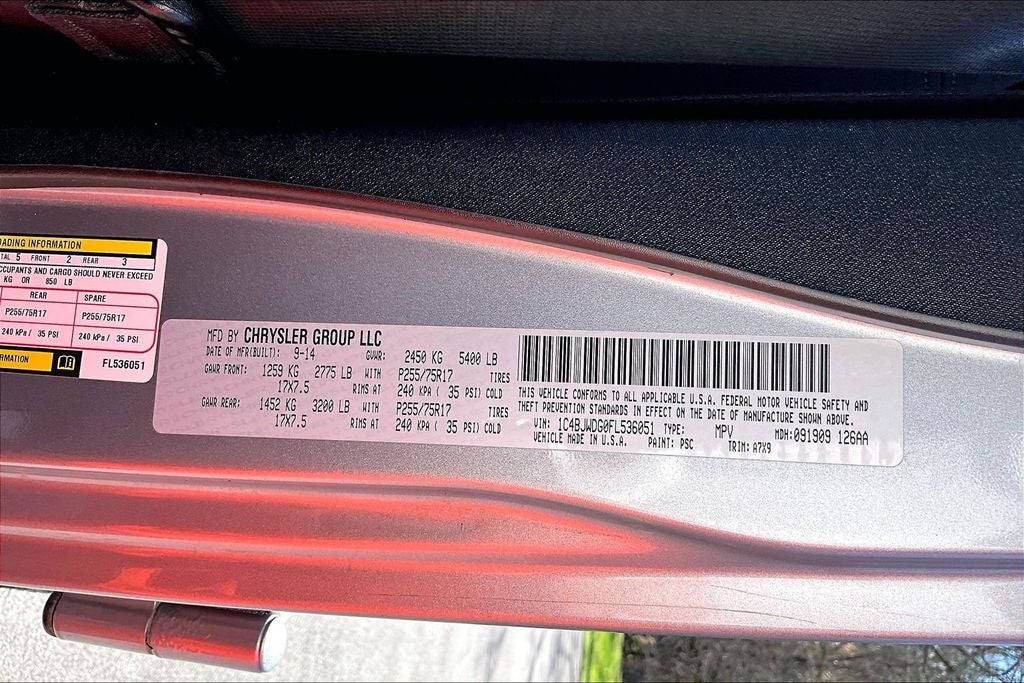 ADING INFORMATION
TAL 5 FRONT 2 REAR 3
CCUPANTS AND CARGO SHOULD NEVER EXCEED
KG OR 850 LB
REAR SPARE
P255/75R17 P255/75R17
240 kPa / 35 PSI 240 kPa / 35 PSI
RMATION
FL536051
MFD BY CHRYSLER GROUP LLC
DATE OF MFR(BUILT): 9-14 GVWR: 2450 KG 5400 LB
GAWR FRONT: 1259 KG 2775 LB WITH P255/75R17 TIRES
17X7.5 RIMS AT 240 KPA ( 35 PSI) COLD
GAWR REAR: 1452 KG 3200 LB WITH P255/75R17 TIRES
17X7.5 RIMS AT 240 KPA ( 35 PSI) COLD
THIS VEHICLE CONFORMS TO ALL APPLICABLE U.S.A. FEDERAL MOTOR VEHICLE SAFETY AND
THEFT PREVENTION STANDARDS IN EFFECT ON THE DATE OF MANUFACTURE SHOWN ABOVE.
VIN: 1C4BJWDG0FL536051 TYPE: MPV MDH: 091909 126AA
VEHICLE MADE IN U.S.A. PAINT: PSC TRIM: A7X9